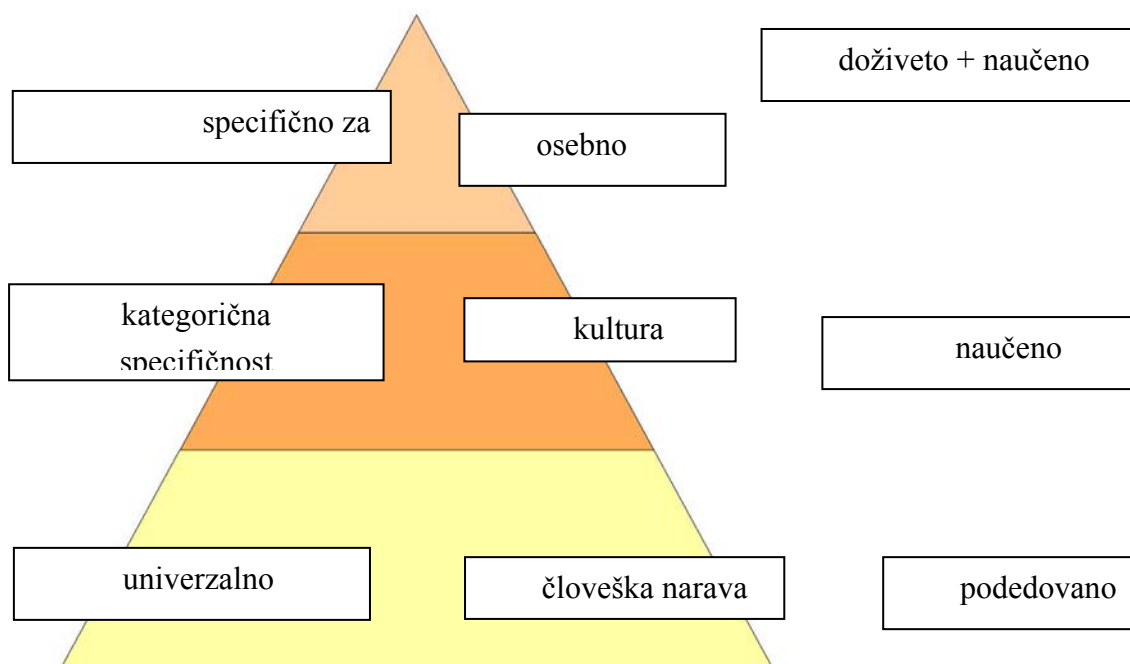 doživeto + naučeno
specifično za
osebno
kategorična
specifičnost
kultura
naučeno
univerzalno
človeška narava
podedovano